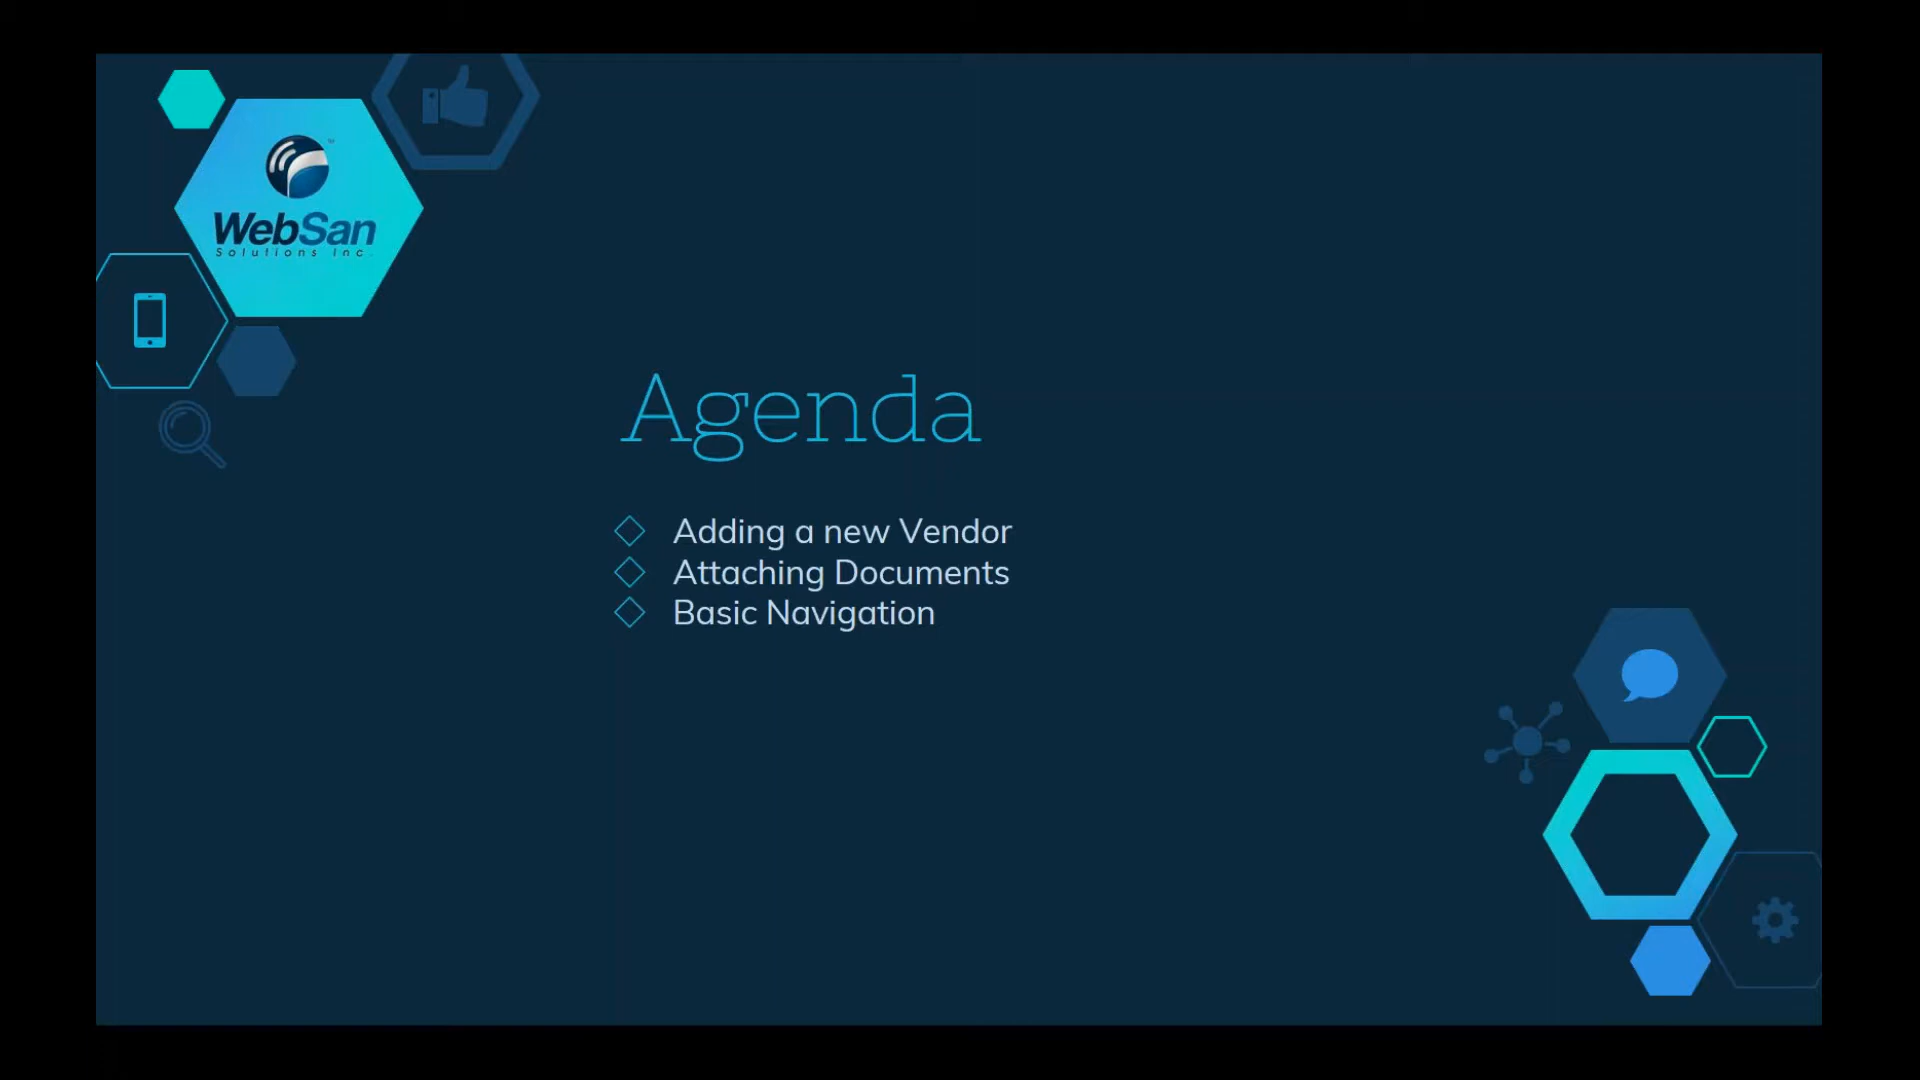 WebSan
Solutions Inc.
Agenda
Adding a new Vendor
Attaching Documents
Basic Navigation